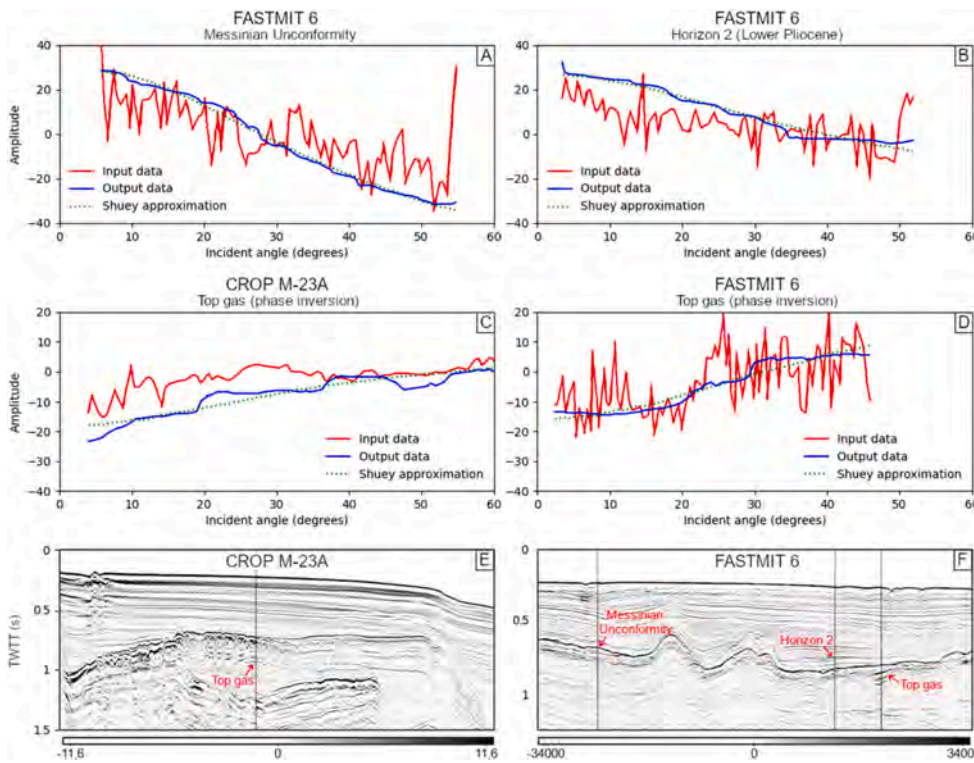 FASTMIT 6
Messinian Unconformity
A
40
20
0
−20
−40
Amplitude
Input data
Output data
Shuey approximation
0 10 20 30 40 50 60
Incident angle (degrees)
FASTMIT 6
Horizon 2 (Lower Pliocene)
B
40
20
0
−20
−40
Amplitude
Input data
Output data
Shuey approximation
0 10 20 30 40 50 60
Incident angle (degrees)
CROP M-23A
Top gas (phase inversion)
C
20
10
0
−10
−20
−30
−40
Amplitude
Input data
Output data
Shuey approximation
0 10 20 30 40 50 60
Incident angle (degrees)
FASTMIT 6
Top gas (phase inversion)
D
20
10
0
−10
−20
−30
−40
Amplitude
Input data
Output data
Shuey approximation
0 10 20 30 40 50 60
Incident angle (degrees)
CROP M-23A
E
0
0.5
1
1.5
TWTT (s)
Top gas
-11,6 0 11,6
FASTMIT 6
F
0
0.5
1
Messinian
Unconformity
Honizon 2
Top gas
-34000 0 3400